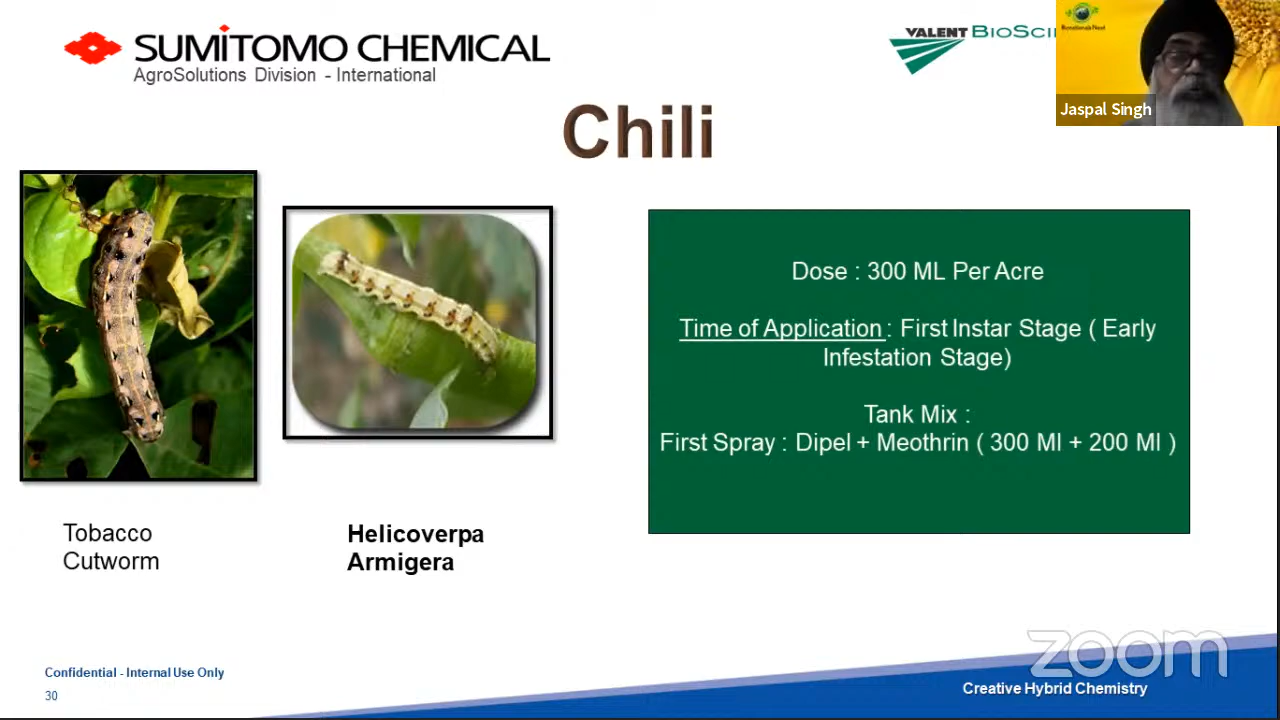 SUMITOMO CHEMICAL
AgroSolutions Division - International
VALENT BIOSCI
Jaspal Singh
Chili
Dose : 300 ML Per Acre
Time of Application : First Instar Stage ( Early
Infestation Stage)
Tank Mix :
First Spray : Dipel + Meothrin ( 300 Ml + 200 Ml )
Tobacco
Cutworm
Helicoverpa
Armigera
zoom
Confidential - Internal Use Only
30
Creative Hybrid Chemistry